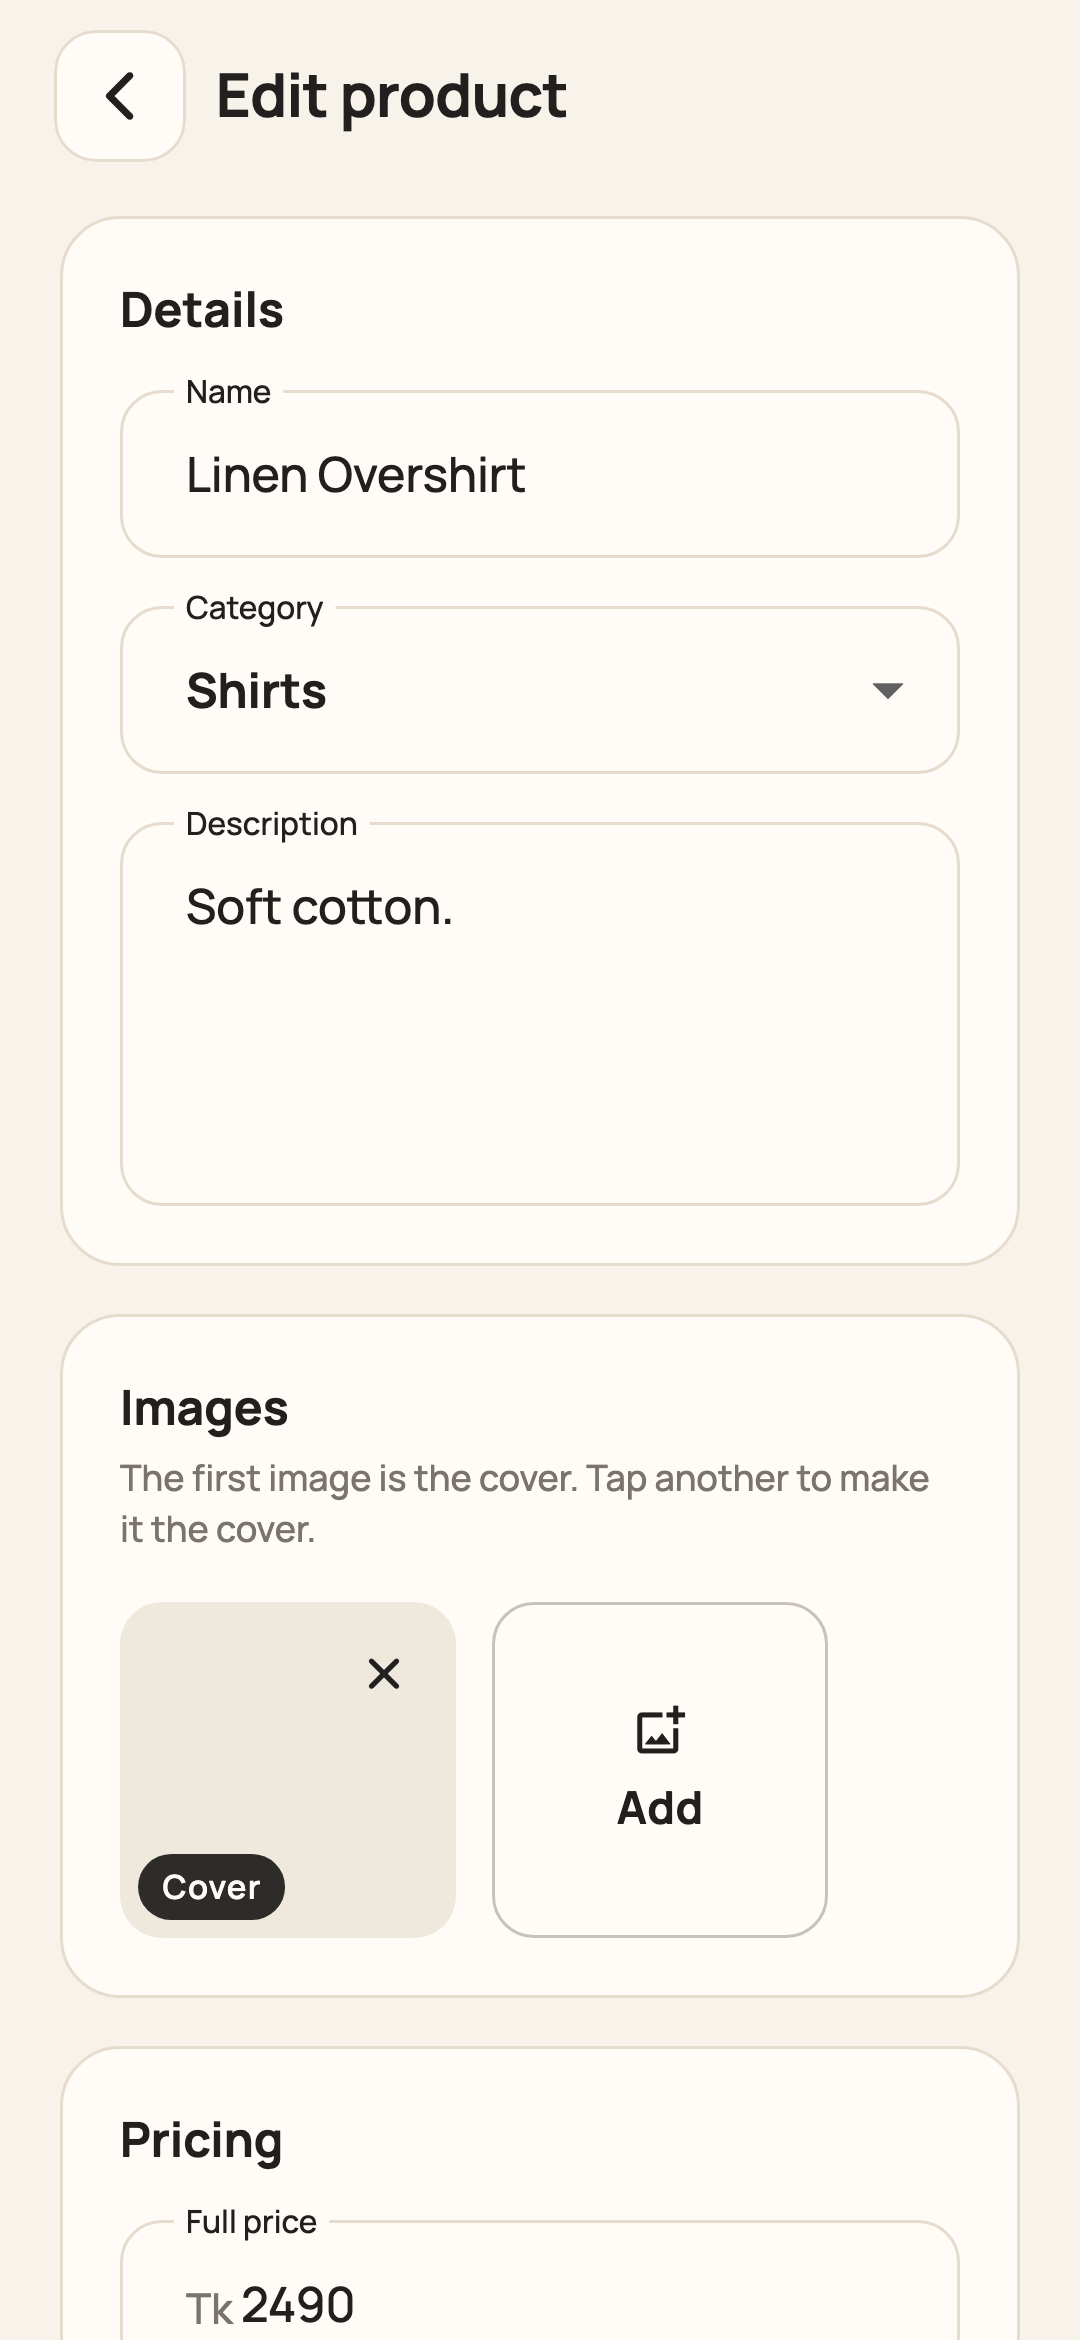 Edit product
Details
Name
Linen Overshirt
Category
Shirts
Description
Soft cotton.
Images
The first image is the cover. Tap another to make
it the cover.
Cover
Add
Pricing
Full price
Tk 2490